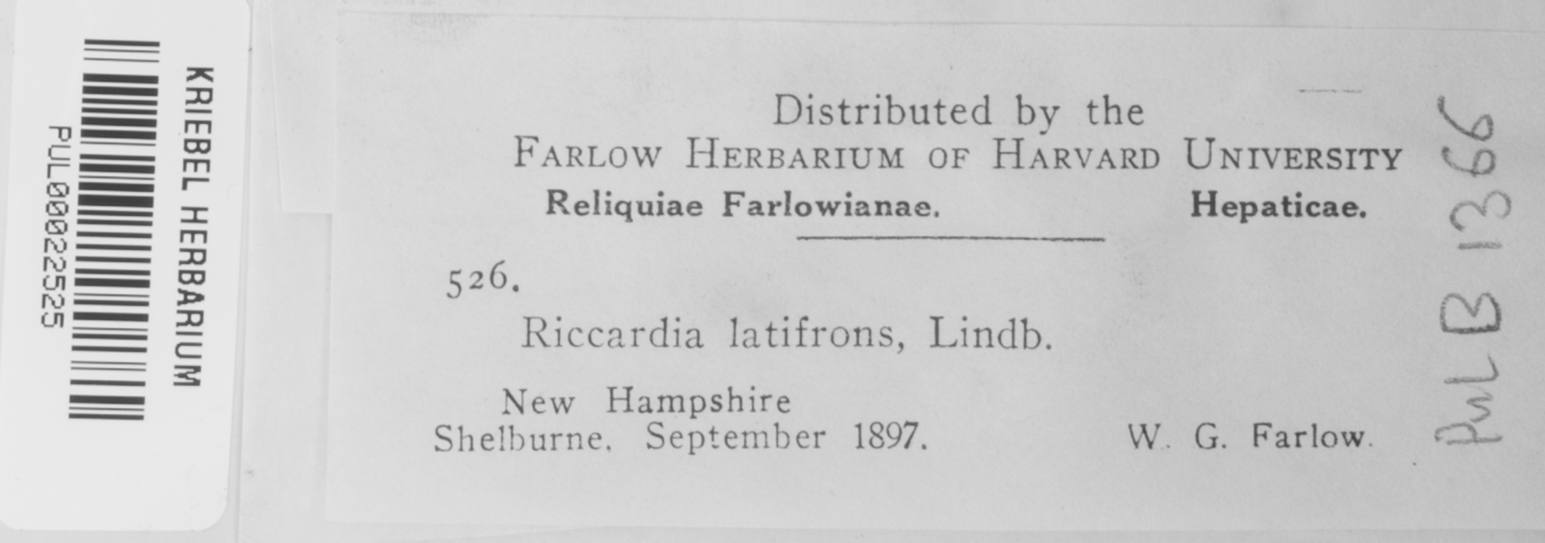 KRIEBEL HERBARIUM
PUL00022525
Distributed by the
FARLOW HERBARIUM OF HARVARD UNIVERSITY
Reliquiae Farlowianae. Hepaticae.
526.
Riccardia latifrons, Lindb.
New Hampshire
Shelburne, September 1897. W. G. Farlow.
PUL B 1366